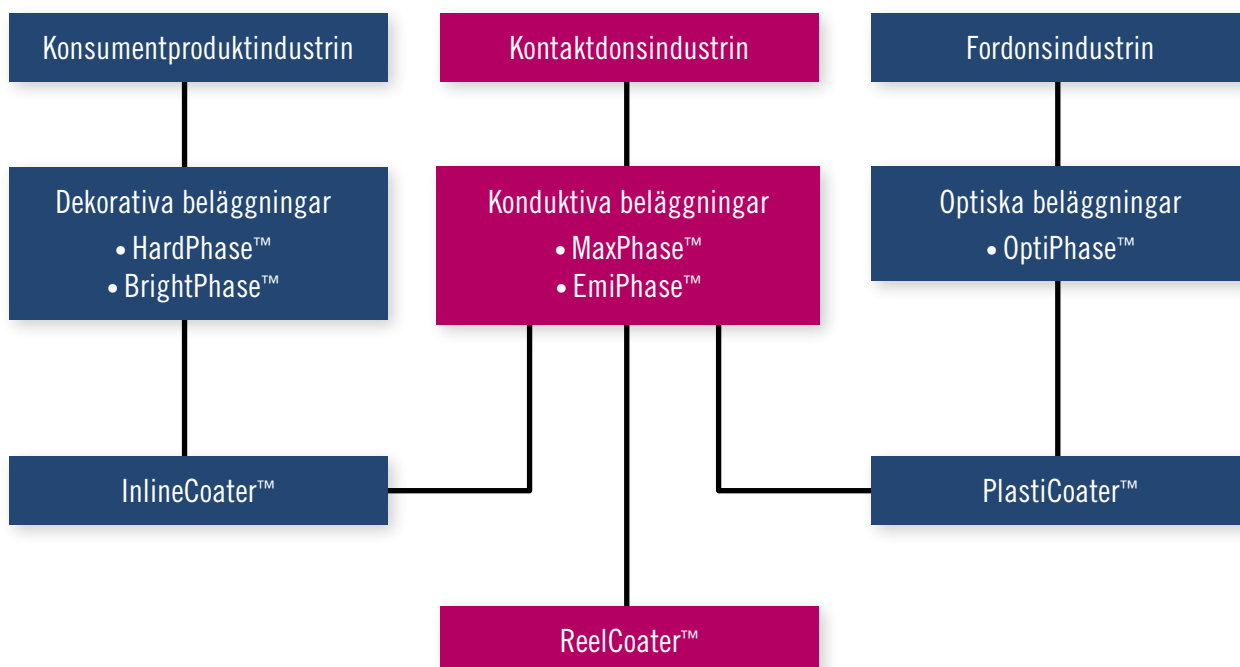 Konsumentproduktindustrin
Kontaktdonsindustrin
Fordonsindustrin
Dekorativa beläggningar
• HardPhase™
• BrightPhase™
Konduktiva beläggningar
• MaxPhase™
• EmiPhase™
Optiska beläggningar
• OptiPhase™
InlineCoater™
PlastiCoater™
ReelCoater™